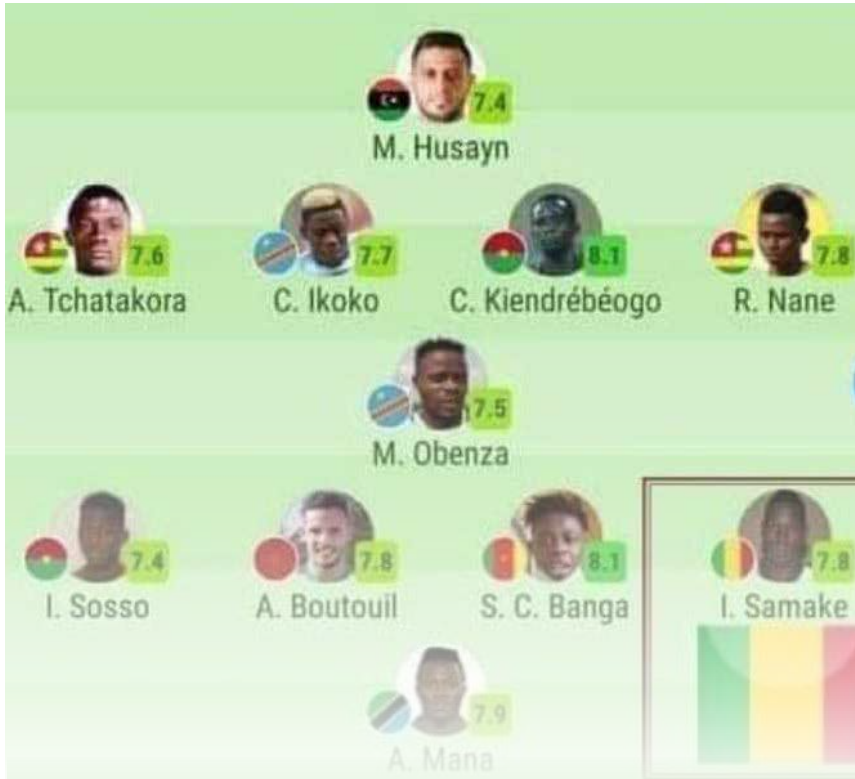 7.4
M. Husayn
7.6 7.7 8.1 7.8
A. Tchatakora C. Ikoko C. Kiendrébéogo R. Nane
7.5
M. Obenza
7.4 7.8 8.1 7.8
I. Sosso A. Boutouil S. C. Banga I. Samake
7.9
A. Mana